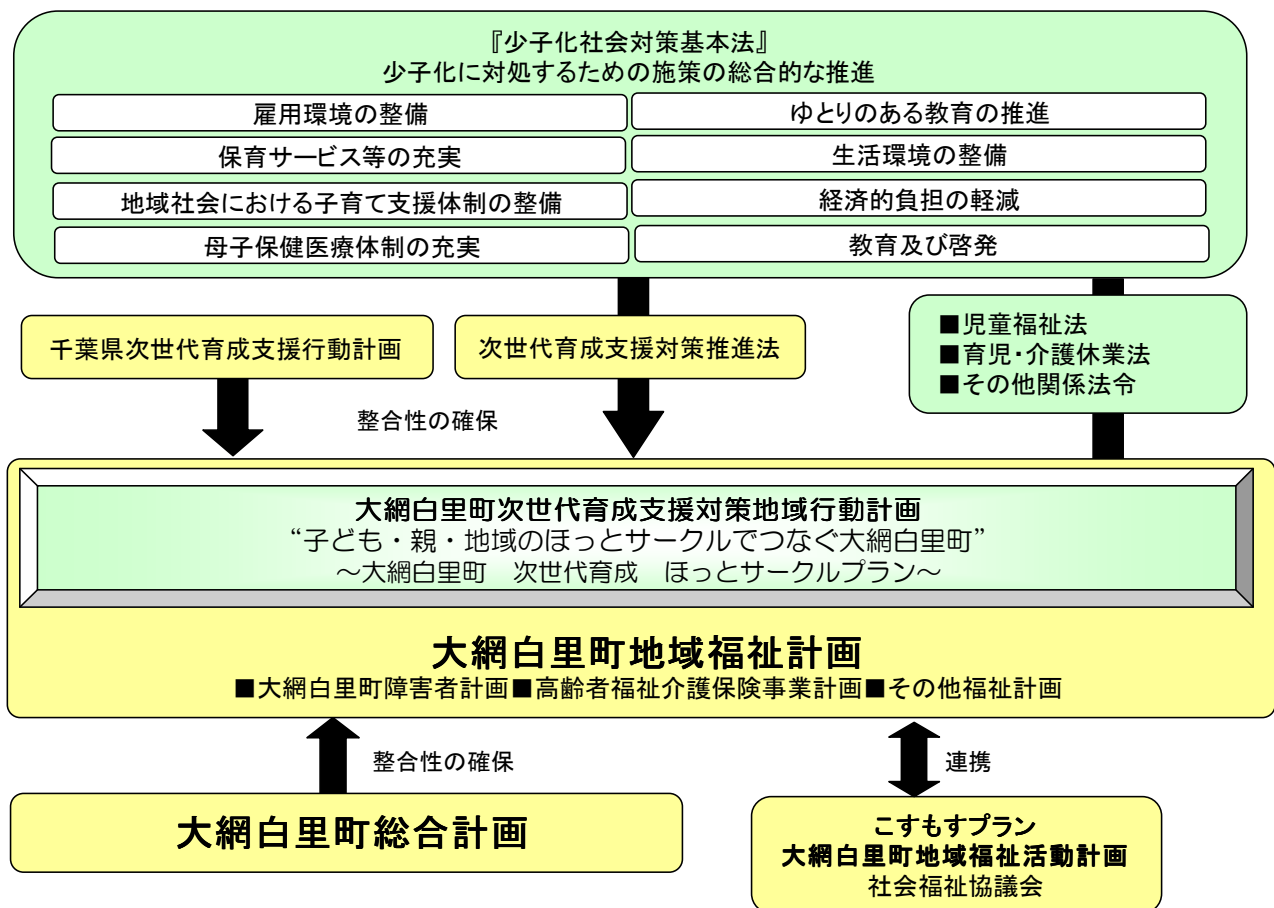 『少子化社会対策基本法』
少子化に対処するための施策の総合的な推進
雇用環境の整備
ゆとりのある教育の推進
保育サービス等の充実
生活環境の整備
地域社会における子育て支援体制の整備
経済的負担の軽減
母子保健医療体制の充実
教育及び啓発
千葉県次世代育成支援行動計画
次世代育成支援対策推進法
■児童福祉法
■育児・介護休業法
■その他関係法令
整合性の確保
大網白里町次世代育成支援対策地域行動計画
“子ども・親・地域のほっとサークルでつなぐ大網白里町”
～大網白里町　次世代育成　ほっとサークルプラン～
大網白里町地域福祉計画
■大網白里町障害者計画■高齢者福祉介護保険事業計画■その他福祉計画
整合性の確保
連携
大網白里町総合計画
こすもすプラン
大網白里町地域福祉活動計画
社会福祉協議会